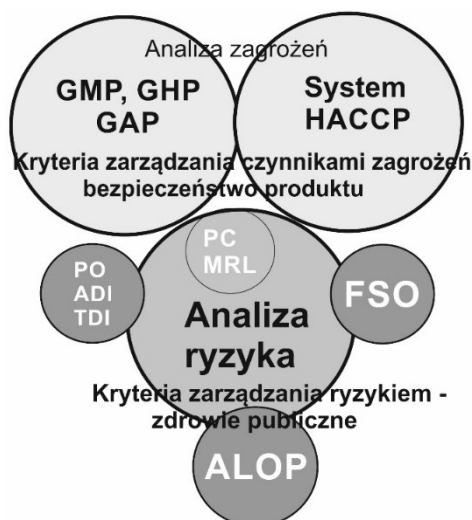 Analiza zagrożeń
GMP, GHP
GAP
System
HACCP
Kryteria zarządzania czynnikami zagrożeń
bezpieczeństwo produktu
PC
MRL
PO
ADI
TDI
FSO
Analiza
ryzyka
Kryteria zarządzania ryzykiem -
zdrowie publiczne
ALOP